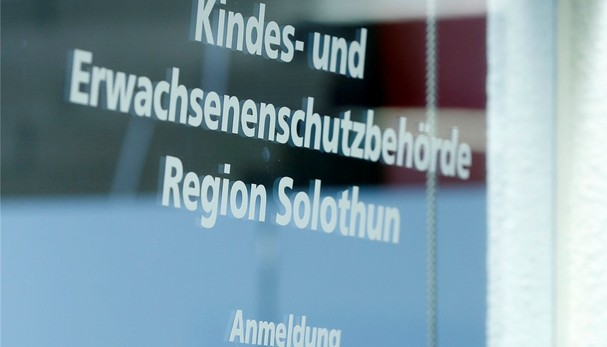 Kindes- und
Erwachsenenschutzbehörde
Region Solothun
Anmeldung